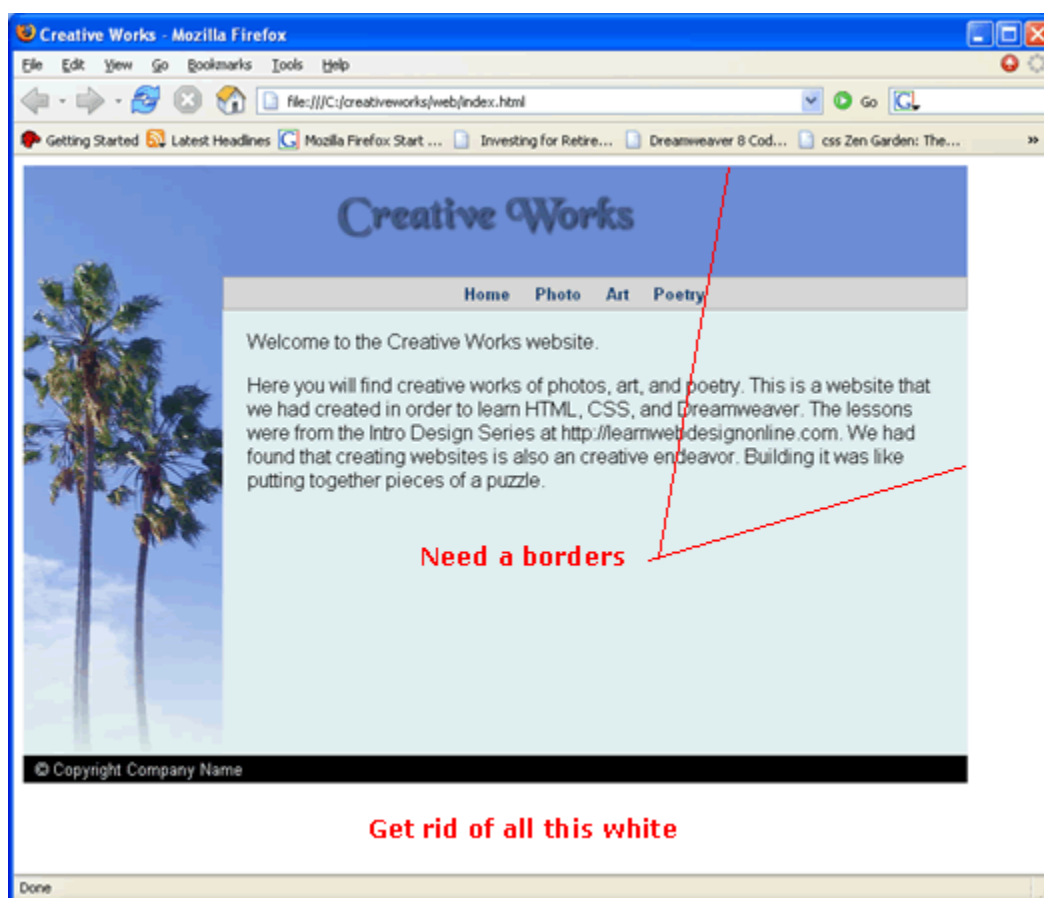 Creative Works - Mozilla Firefox
File Edit View Go Bookmarks Tools Help
file:///C:/creativeworks/web/index.html Go G
Getting Started Latest Headlines G Mozilla Firefox Start ... Investing for Retire... Dreamweaver 8 Cod... css Zen Garden: The... »
Creative Works
Home Photo Art Poetry
Welcome to the Creative Works website.
Here you will find creative works of photos, art, and poetry. This is a website that
we had created in order to learn HTML, CSS, and Dreamweaver. The lessons
were from the Intro Design Series at http://learnwebdesignonline.com. We had
found that creating websites is also an creative endeavor. Building it was like
putting together pieces of a puzzle.
Need a borders
© Copyright Company Name
Get rid of all this white
Done